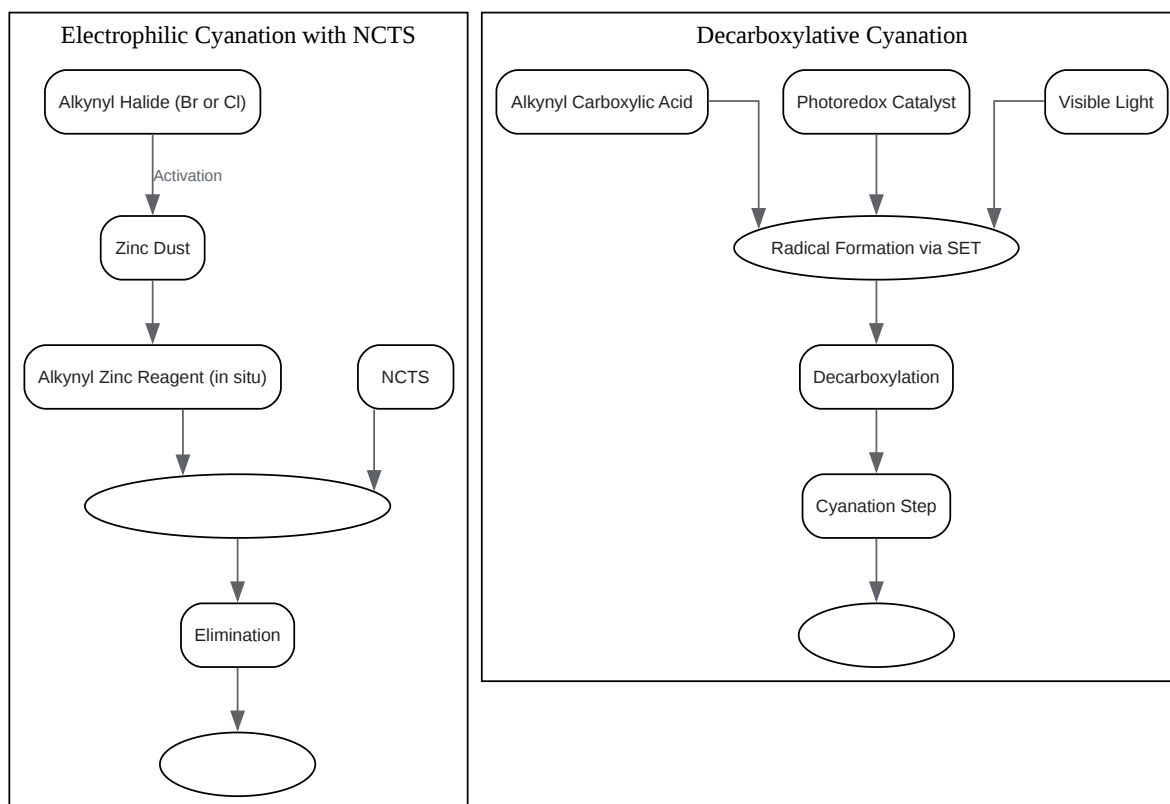 Electrophilic Cyanation with NCTS
Alkynyl Halide (Br or Cl)
Activation
Zinc Dust
Alkynyl Zinc Reagent (in situ)
NCTS
Elimination
Decarboxylative Cyanation
Alkynyl Carboxylic Acid
Photoredox Catalyst
Visible Light
Radical Formation via SET
Decarboxylation
Cyanation Step